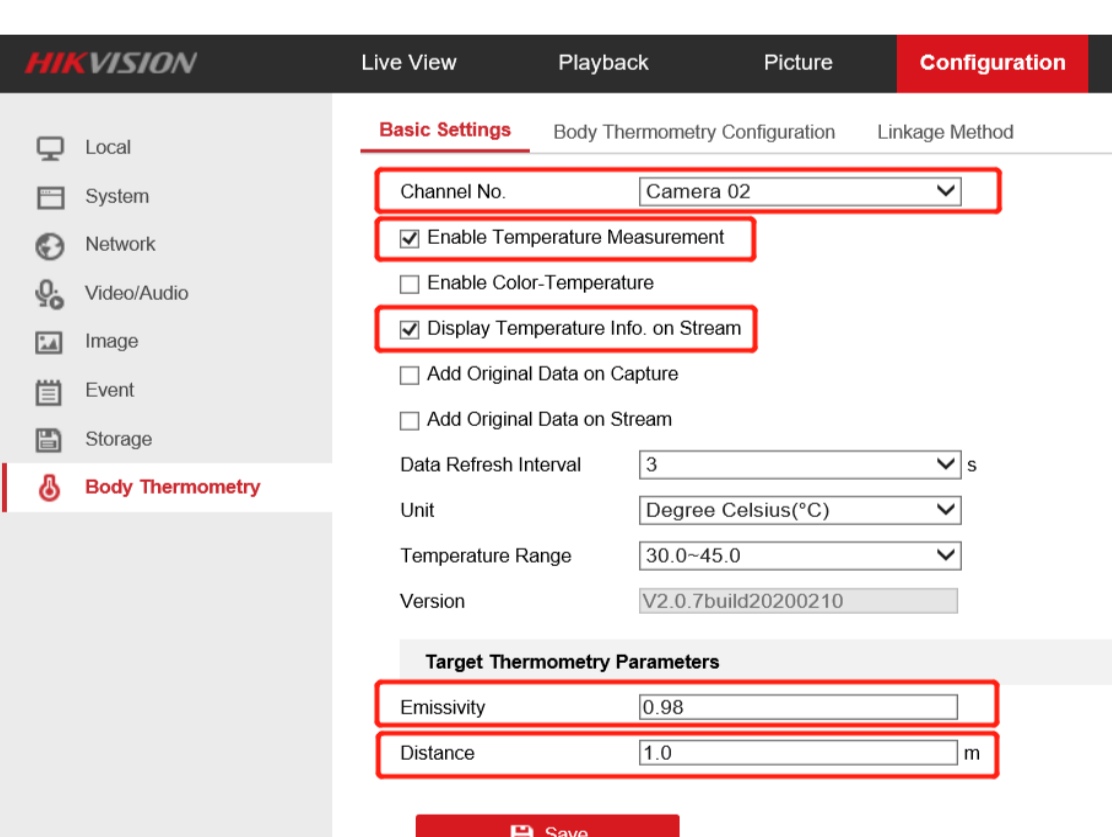 HIKVISION Live View Playback Picture Configuration
Basic Settings Body Thermometry Configuration Linkage Method
Local
System
Network
Video/Audio
Image
Event
Storage
Body Thermometry
Channel No. Camera 02
Enable Temperature Measurement
Enable Color-Temperature
Display Temperature Info. on Stream
Add Original Data on Capture
Add Original Data on Stream
Data Refresh Interval 3 s
Unit Degree Celsius(°C)
Temperature Range 30.0~45.0
Version V2.0.7build20200210
Target Thermometry Parameters
Emissivity 0.98
Distance 1.0 m
Save